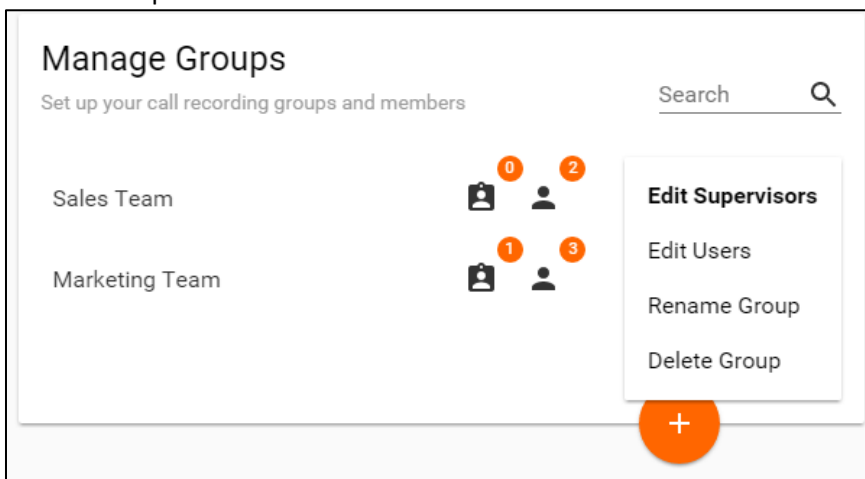 Manage Groups
Set up your call recording groups and members
Search
Sales Team
0
2
Marketing Team
1
3
Edit Supervisors
Edit Users
Rename Group
Delete Group
+